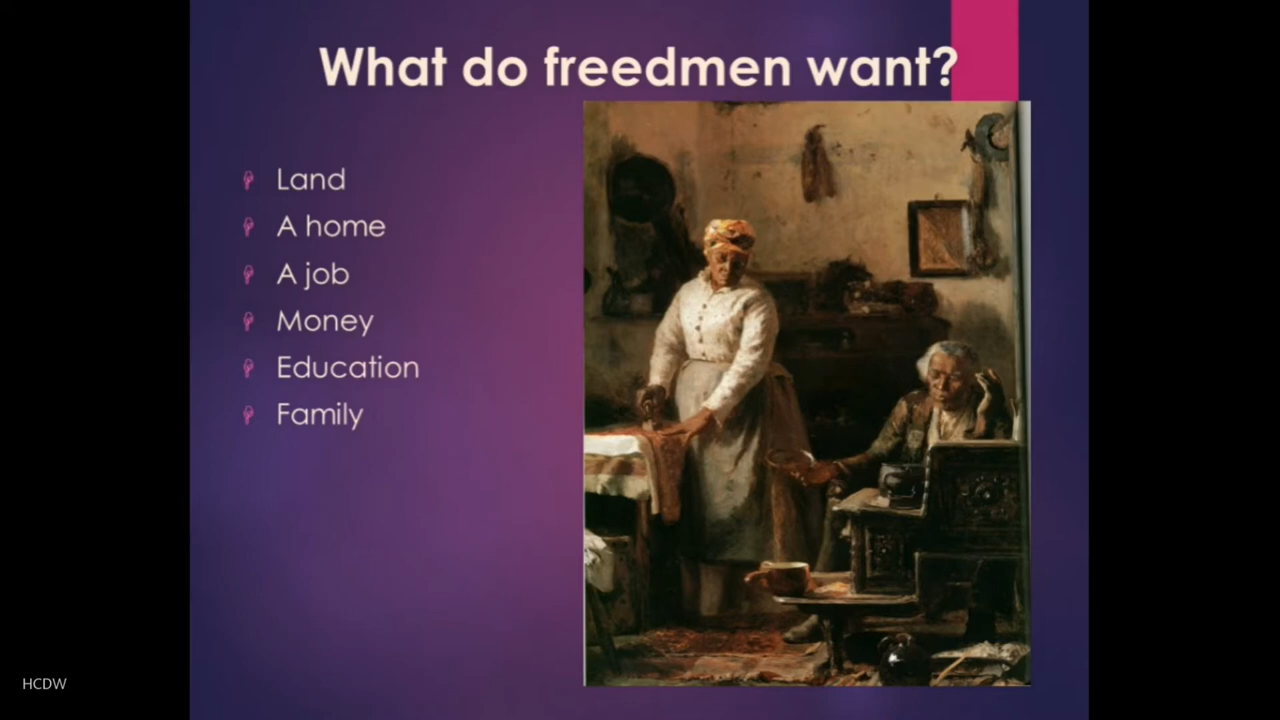 What do freedmen want?
Land
A home
A job
Money
Education
Family
HCDW